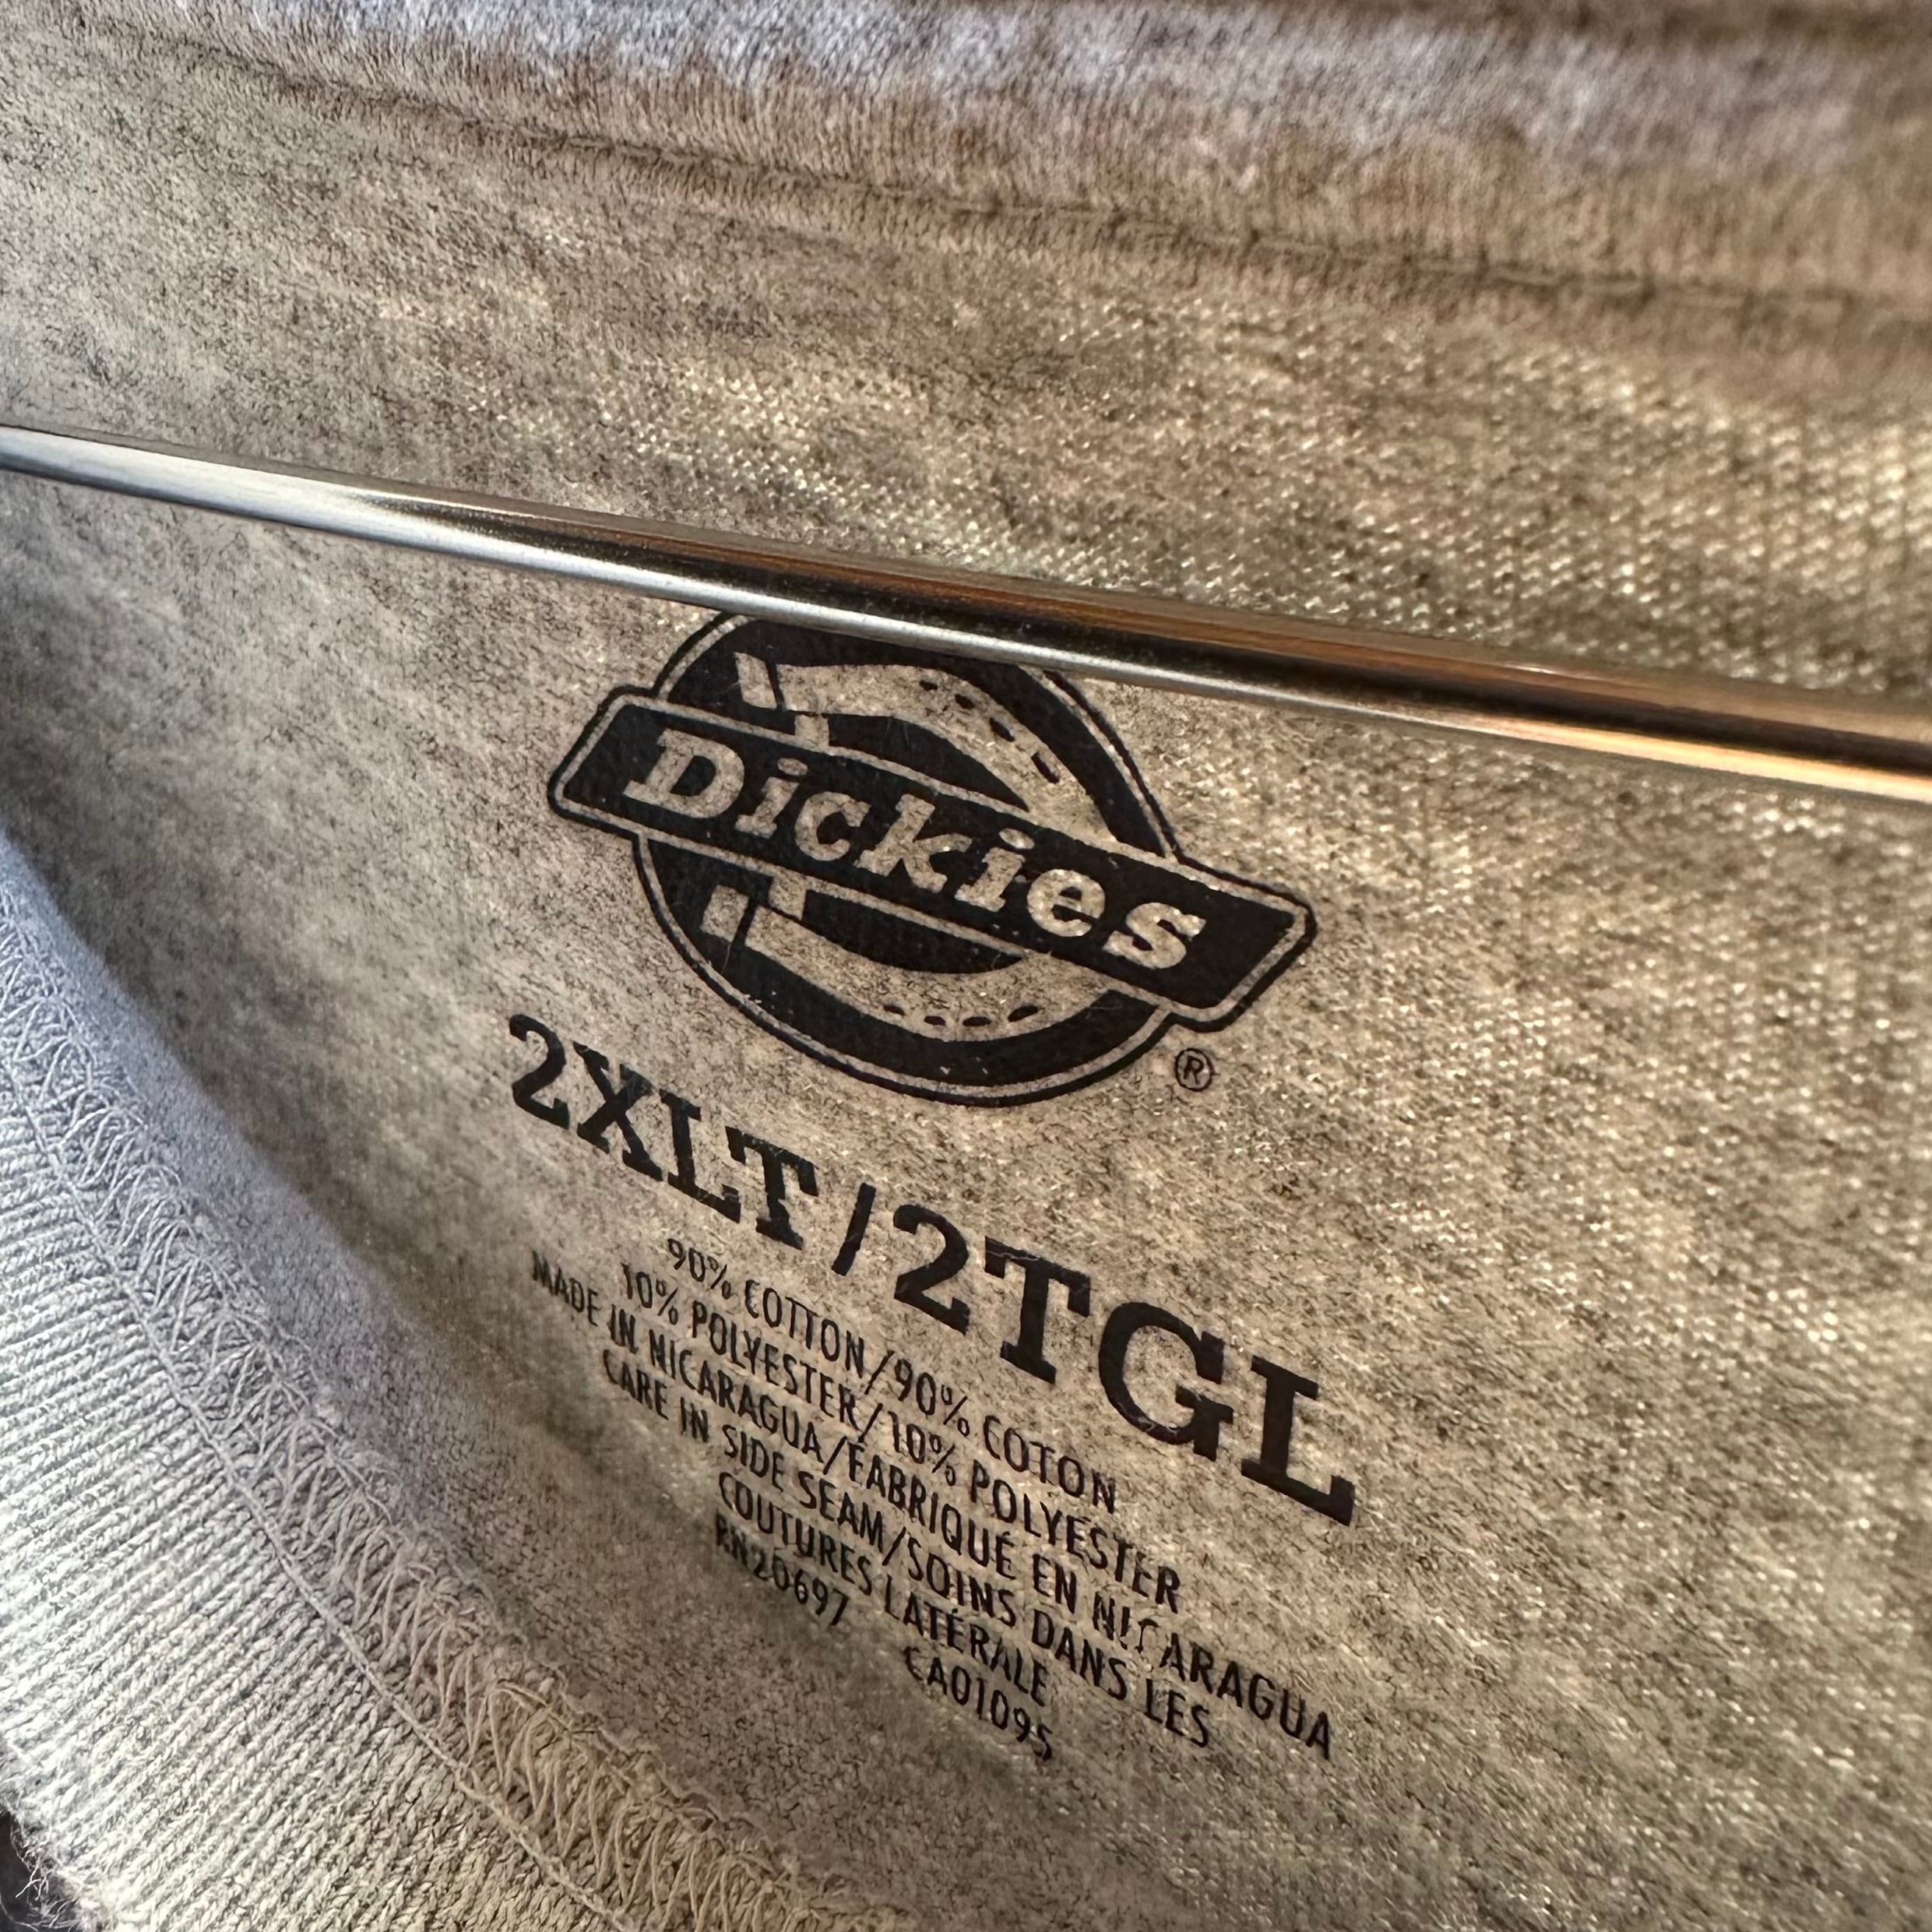 Dickies
®
2XLT/2TGL
90% COTTON/90% COTON
10% POLYESTER/10% POLYESTER
MADE IN NICARAGUA/FABRIQUÉ EN NICARAGUA
CARE IN SIDE SEAM/SOINS DANS LES
COUTURES LATÉRALE
RN20697 CA01095